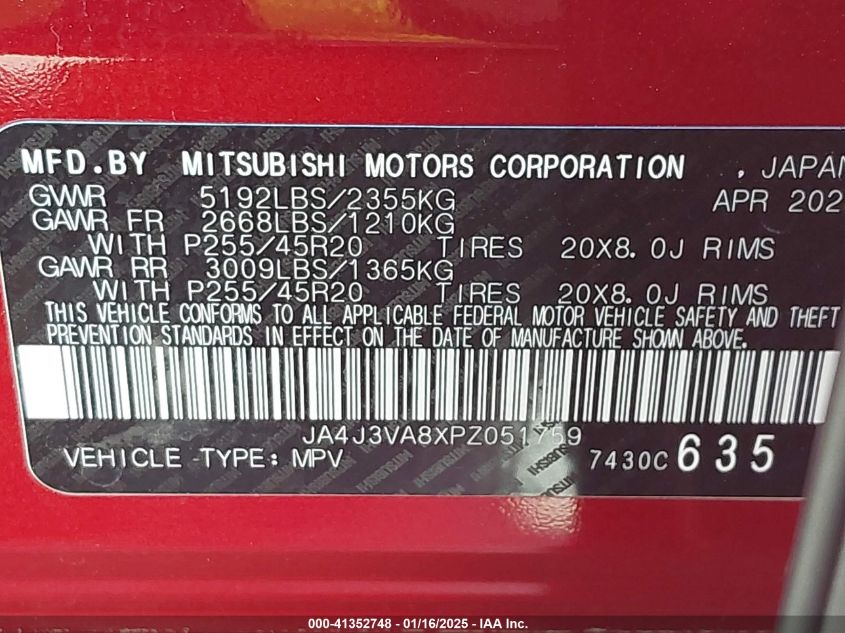 MFD.BY MITSUBISHI MOTORS CORPORATION , JAPAN
GVWR 5192LBS/2355KG APR 202
GAWR FR 2668LBS/1210KG
WITH P255/45R20 TIRES 20X8.0J RIMS
GAWR RR 3009LBS/1365KG
WITH P255/45R20 TIRES 20X8.0J RIMS
THIS VEHICLE CONFORMS TO ALL APPLICABLE FEDERAL MOTOR VEHICLE SAFETY AND THEFT
PREVENTION STANDARDS IN EFFECT ON THE DATE OF MANUFACTURE SHOWN ABOVE.
JA4J3VA8XPZ051759
VEHICLE TYPE: MPV 7430C 635
000-41352748 - 01/16/2025 - IAA Inc.